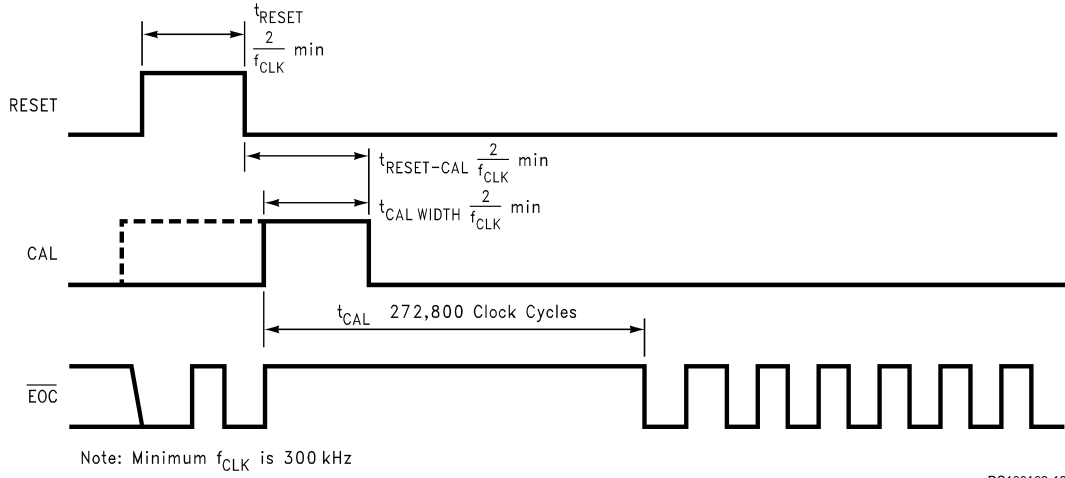 tRESET
2
fCLK min
RESET
tRESET-CAL 2
fCLK min
tCAL WIDTH 2
fCLK min
CAL
tCAL 272,800 Clock Cycles
EOC
Note: Minimum fCLK is 300 kHz